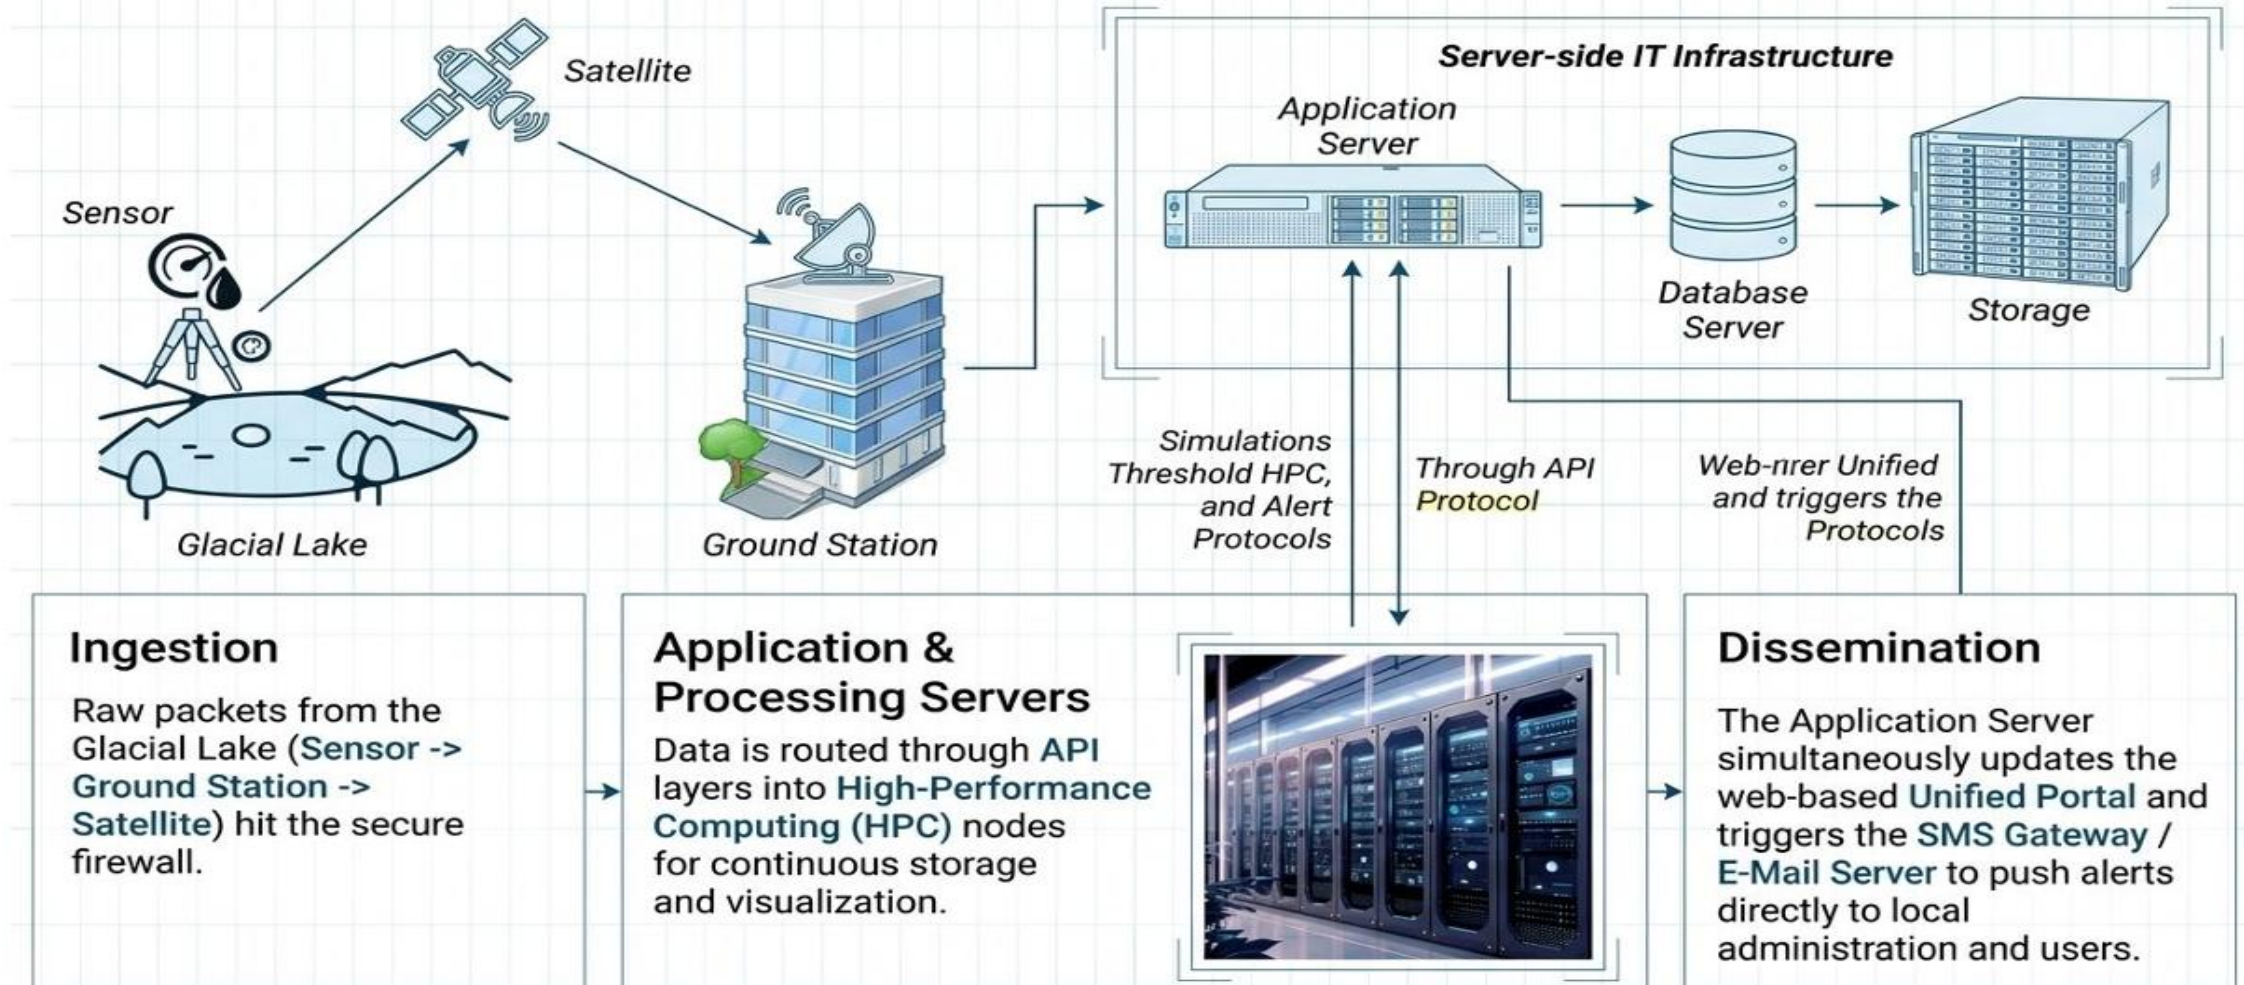 Server-side IT Infrastructure
Satellite
Application
Server
Sensor
Database
Server
Storage
Simulations
Threshold HPC,
and Alert
Protocols
Through API
Protocol
Web-nrer Unified
and triggers the
Protocols
Glacial Lake
Ground Station
Ingestion
Raw packets from the
Glacial Lake (Sensor ->
Ground Station ->
Satellite) hit the secure
firewall.
Application &
Processing Servers
Data is routed through API
layers into High-Performance
Computing (HPC) nodes
for continuous storage
and visualization.
Dissemination
The Application Server
simultaneously updates the
web-based Unified Portal and
triggers the SMS Gateway /
E-Mail Server to push alerts
directly to local
administration and users.